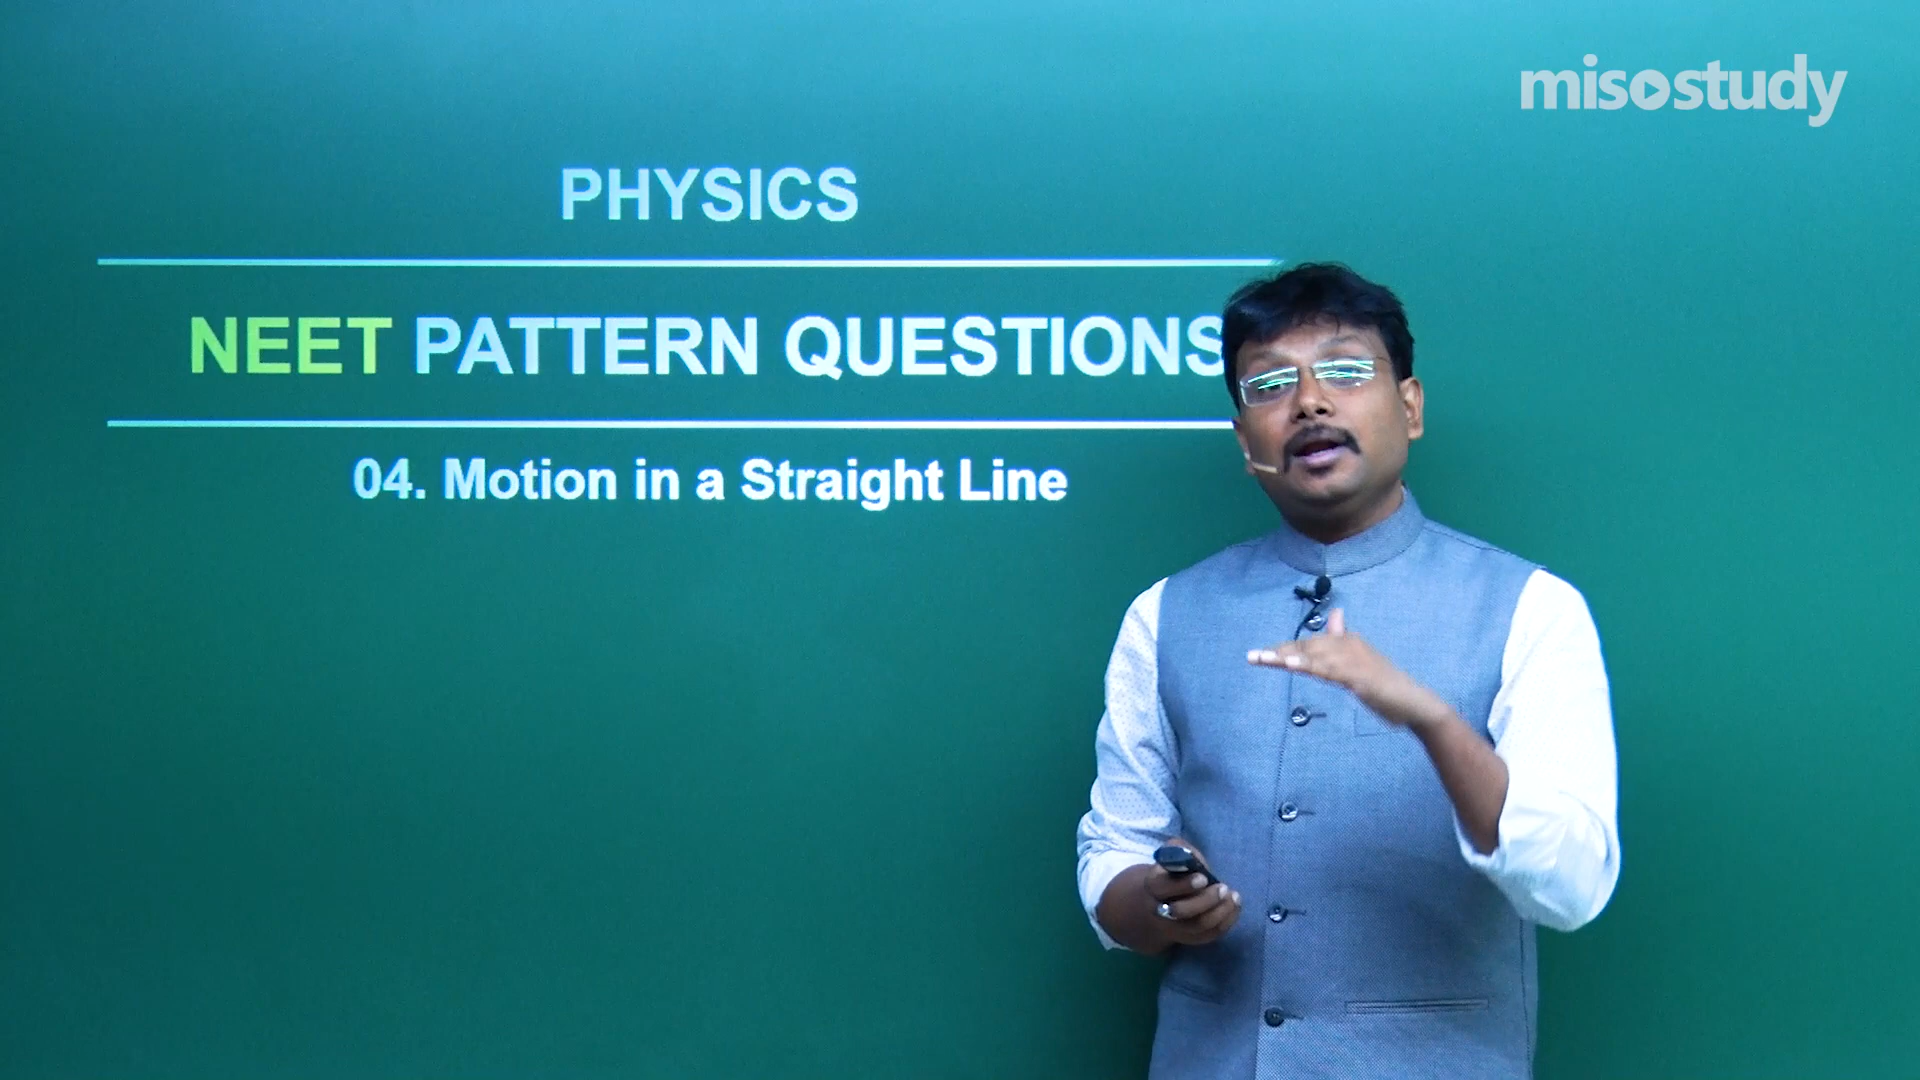 misostudy
PHYSICS
NEET PATTERN QUESTIONS
04. Motion in a Straight Line